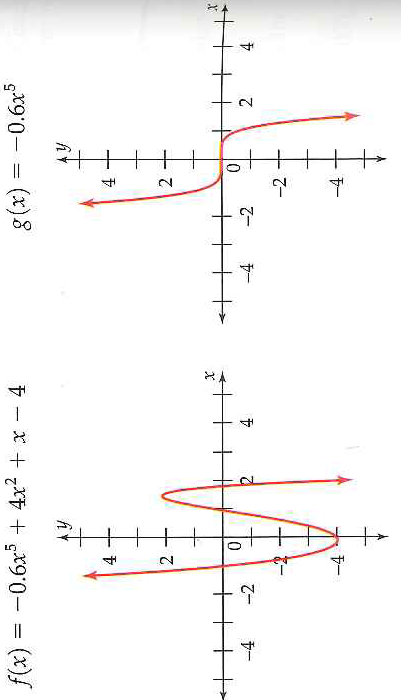 f(x) = −0.6x⁵ + 4x² + x − 4
y
4
2
x
−4 −2 0 2 4
−2
−4
g(x) = −0.6x⁵
y
4
2
x
−4 −2 0 2 4
−2
−4